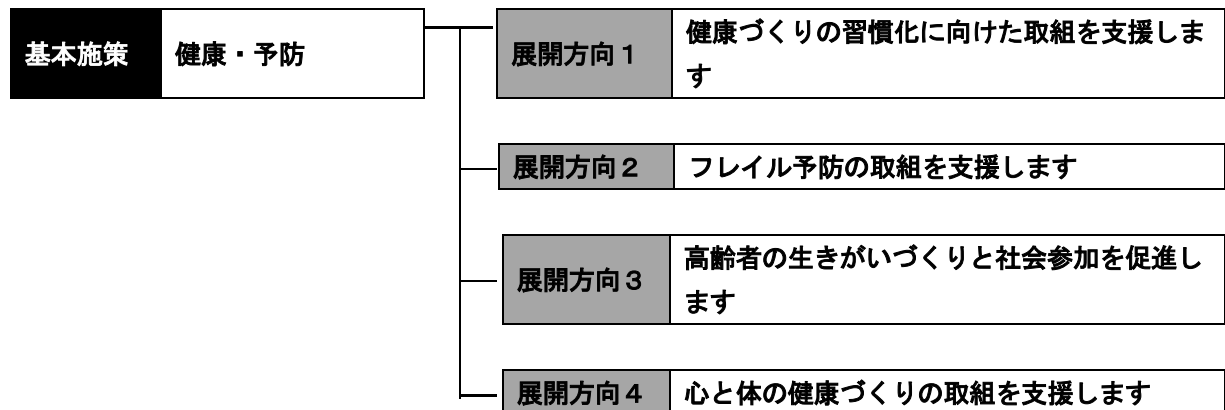 基本施策 健康・予防
展開方向１ 健康づくりの習慣化に向けた取組を支援しま
す
展開方向２ フレイル予防の取組を支援します
展開方向３ 高齢者の生きがいづくりと社会参加を促進し
ます
展開方向４ 心と体の健康づくりの取組を支援します